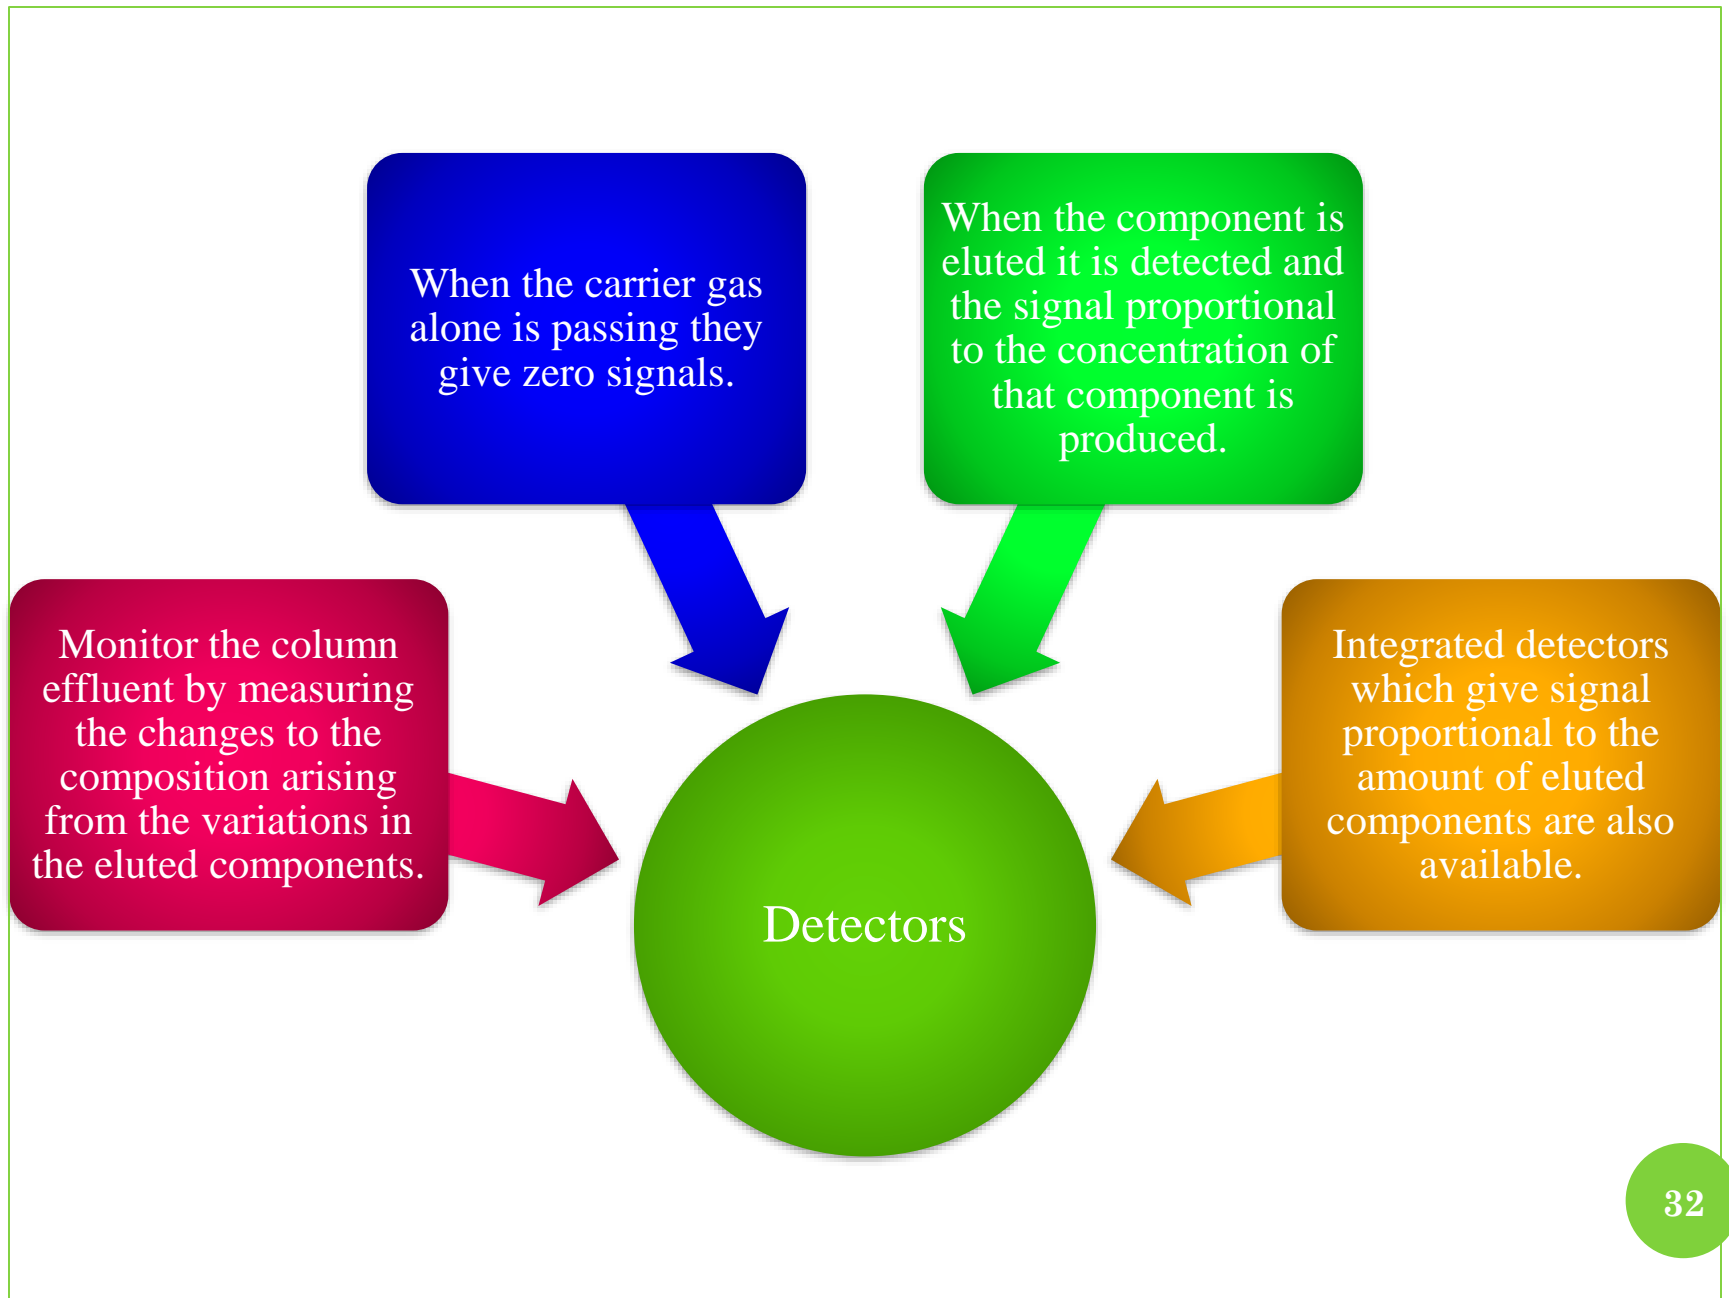 When the carrier gas
alone is passing they
give zero signals.
When the component is
eluted it is detected and
the signal proportional
to the concentration of
that component is
produced.
Monitor the column
effluent by measuring
the changes to the
composition arising
from the variations in
the eluted components.
Integrated detectors
which give signal
proportional to the
amount of eluted
components are also
available.
Detectors
32